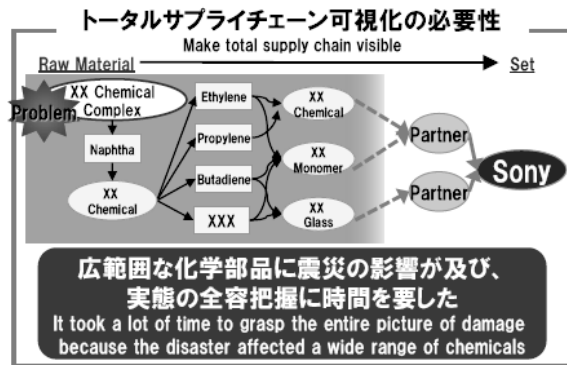 トータルサプライチェーン可視化の必要性
Make total supply chain visible
Raw Material
Set
Problem
XX Chemical
Complex
Naphtha
XX
Chemical
Ethylene
Propylene
Butadiene
XXX
XX
Chemical
XX
Monomer
XX
Glass
Partner
Partner
Sony
広範囲な化学部品に震災の影響が及び、
実態の全容把握に時間を要した
It took a lot of time to grasp the entire picture of damage
because the disaster affected a wide range of chemicals